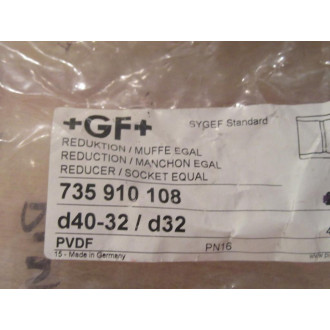 +GF+
SYGEF Standard
REDUKTION / MUFFE EGAL
REDUCTION / MANCHON EGAL
REDUCER / SOCKET EQUAL
735 910 108
d40-32 / d32
PVDF
PN16
15 - Made in Germany